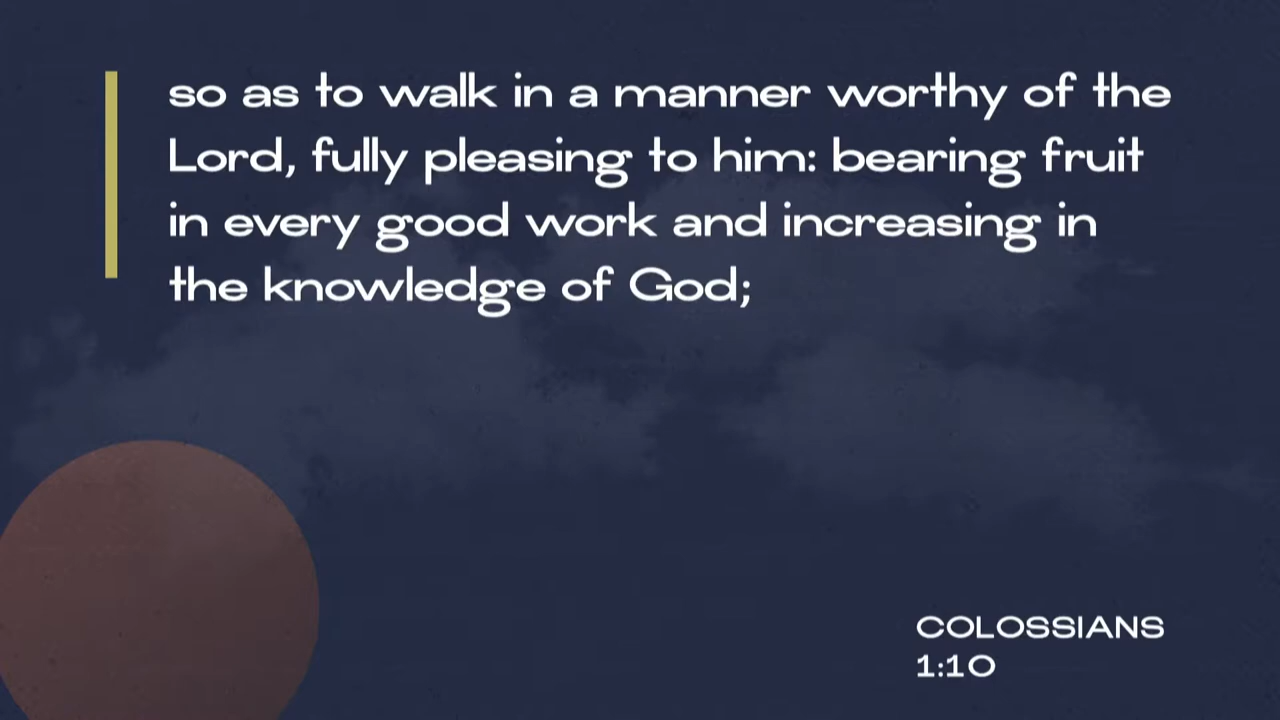 so as to walk in a manner worthy of the
Lord, fully pleasing to him: bearing fruit
in every good work and increasing in
the knowledge of God;
COLOSSIANS
1:10